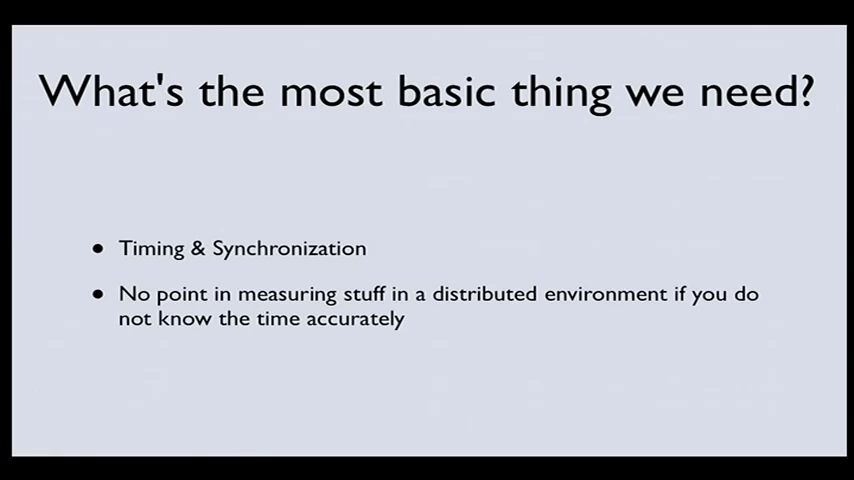 What's the most basic thing we need?
● Timing & Synchronization
● No point in measuring stuff in a distributed environment if you do
not know the time accurately